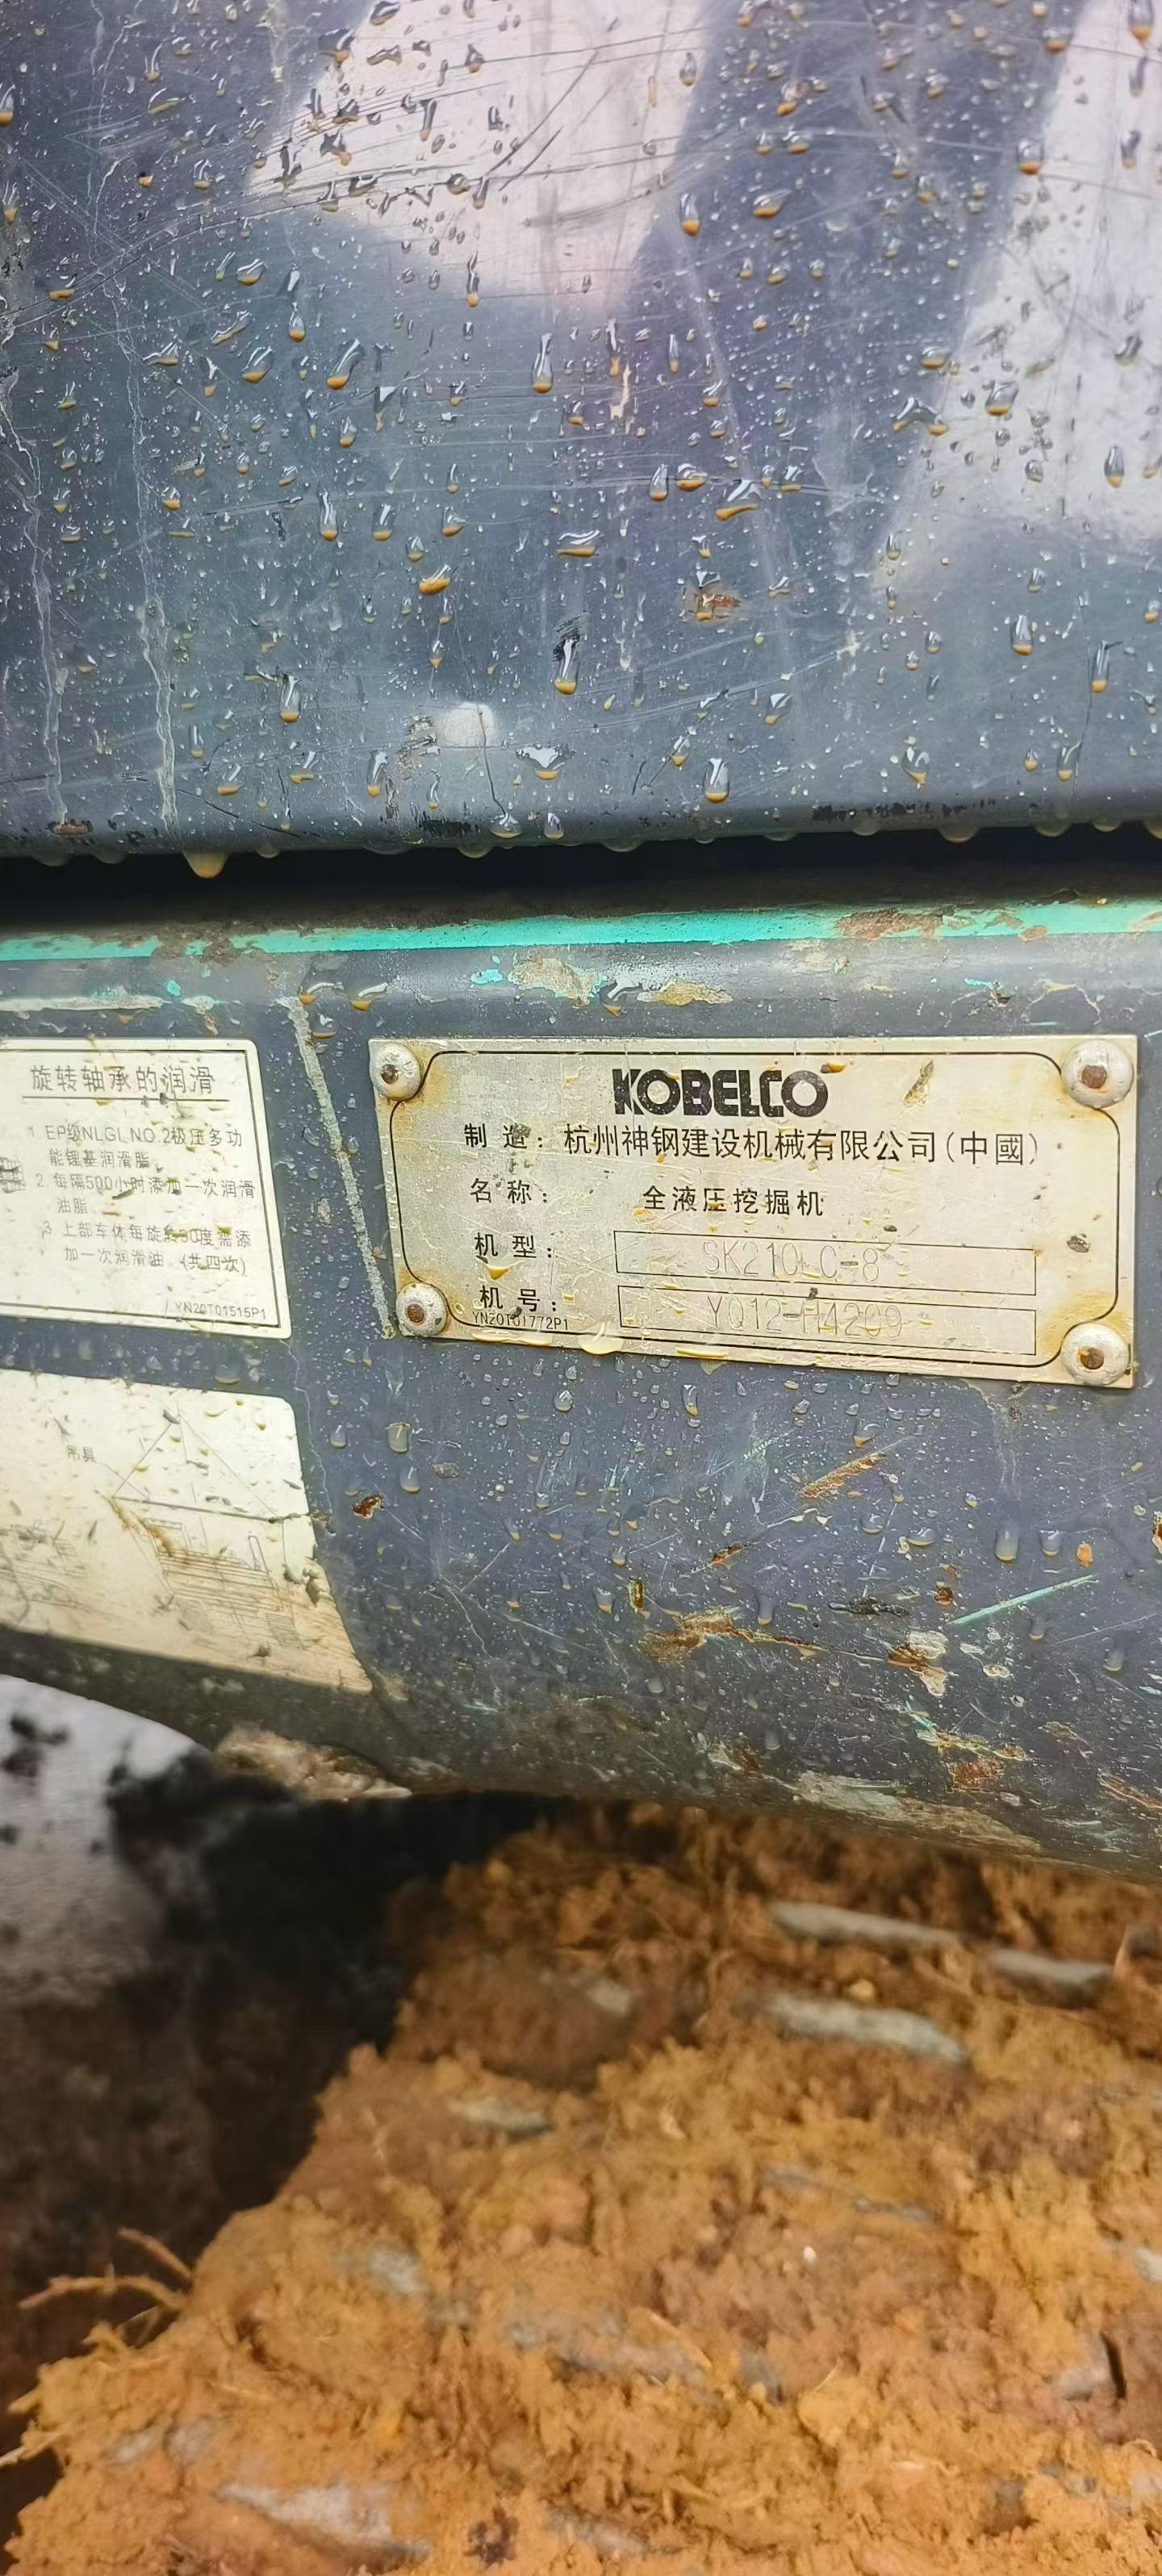 旋转轴承的润滑
1. EP级NLGI.NO.2极压多功
能锂基润滑脂
2. 每隔500小时添加一次润滑
油脂
3. 上部车体每旋转90度需添
加一次润滑油 (共四次)
YN20T01515P1
吊具
KOBELCO
制 造：杭州神钢建设机械有限公司(中國)
名 称：全液压挖掘机
机 型：SK210LC-8
机 号：YQ12-H4209
YN20T01772P1